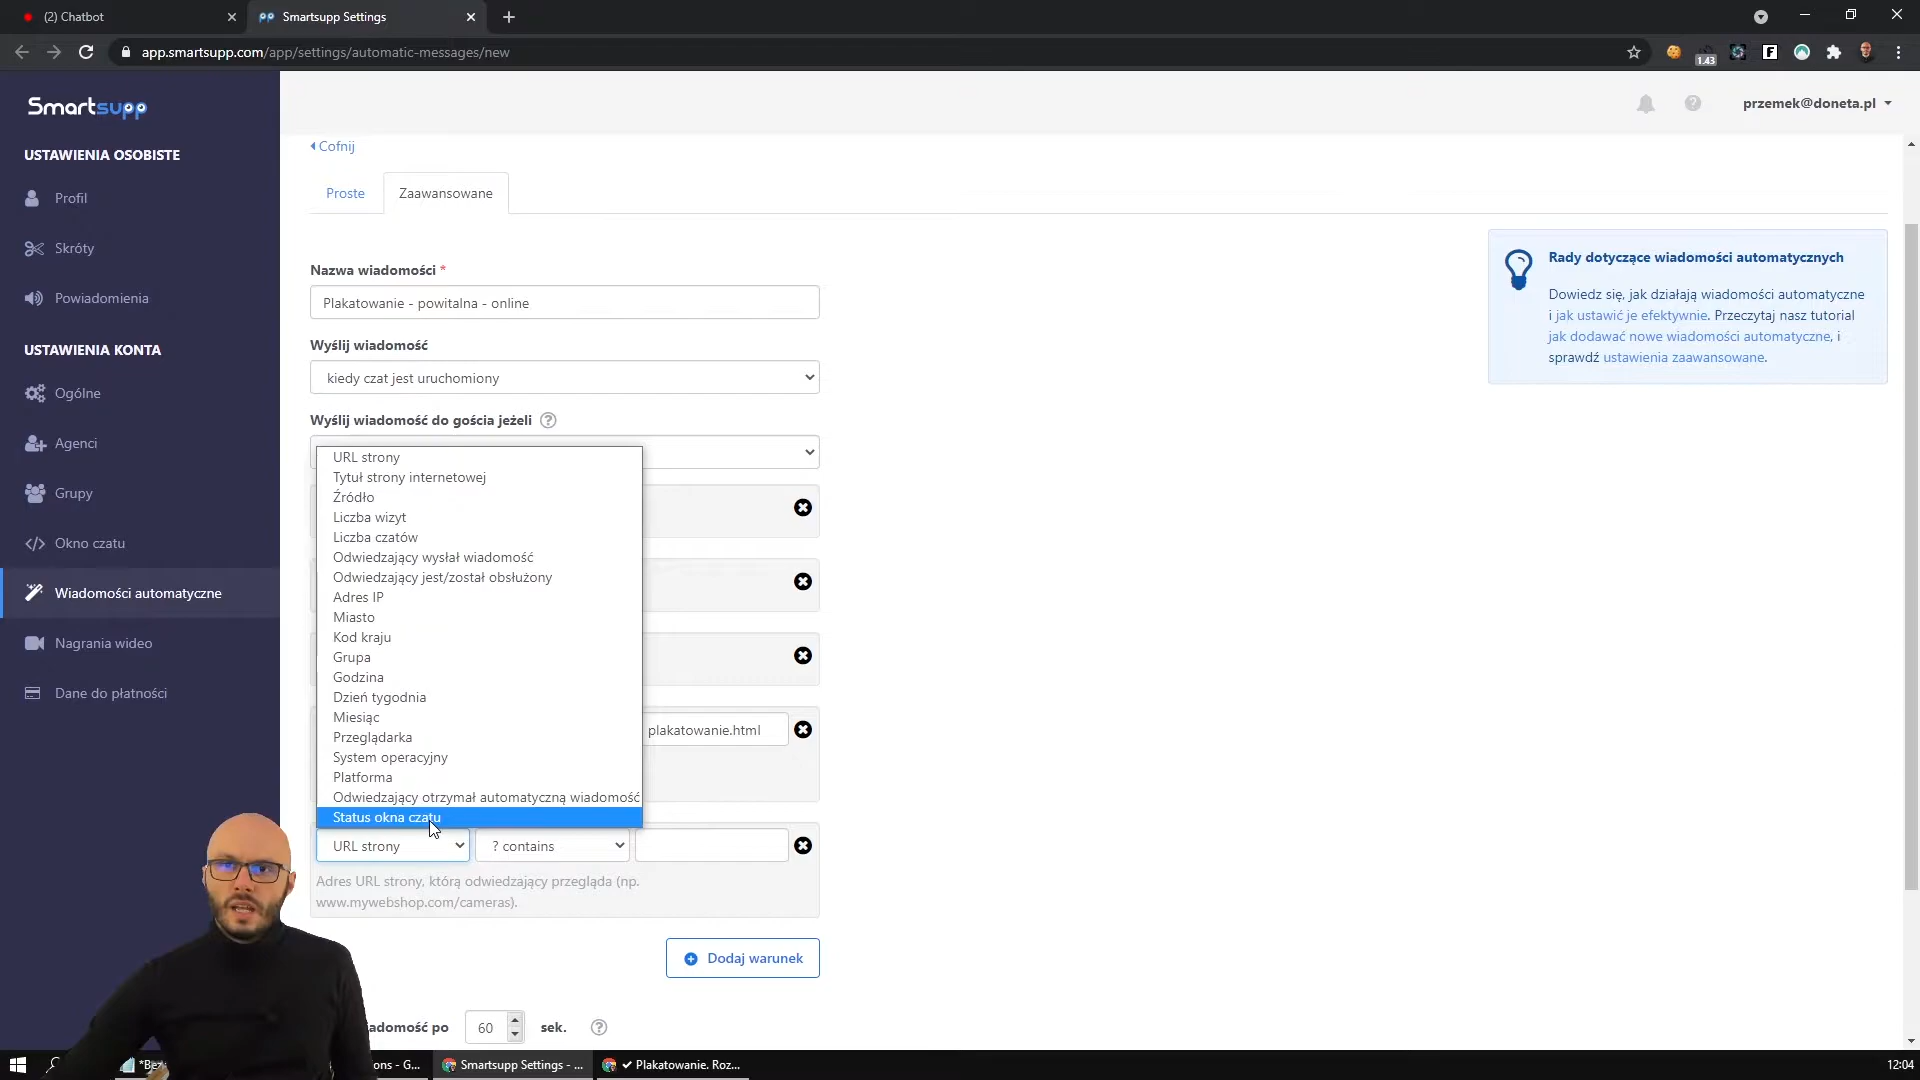 (2) Chatbot
Smartsupp Settings
app.smartsupp.com/app/settings/automatic-messages/new
1.43
Smartsupp
przemek@doneta.pl
USTAWIENIA OSOBISTE
Profil
Skróty
Powiadomienia
USTAWIENIA KONTA
Ogólne
Agenci
Grupy
Okno czatu
Wiadomości automatyczne
Nagrania wideo
Dane do płatności
Cofnij
Proste
Zaawansowane
Nazwa wiadomości *
Plakatowanie - powitalna - online
Wyślij wiadomość
kiedy czat jest uruchomiony
Wyślij wiadomość do gościa jeżeli ?
URL strony
Tytuł strony internetowej
Źródło
Liczba wizyt
Liczba czatów
Odwiedzający wysłał wiadomość
Odwiedzający jest/został obsłużony
Adres IP
Miasto
Kod kraju
Grupa
Godzina
Dzień tygodnia
Miesiąc
Przeglądarka
System operacyjny
Platforma
Odwiedzający otrzymał automatyczną wiadomość
Status okna czatu
plakatowanie.html
URL strony
? contains
Adres URL strony, którą odwiedzający przegląda (np.
www.mywebshop.com/cameras).
Dodaj warunek
adomość po 60 sek. ?
Rady dotyczące wiadomości automatycznych
Dowiedz się, jak działają wiadomości automatyczne
i jak ustawić je efektywnie. Przeczytaj nasz tutorial
jak dodawać nowe wiadomości automatyczne, i
sprawdź ustawienia zaawansowane.
ons - G...
Smartsupp Settings - ...
✓ Plakatowanie. Roz...
12:04